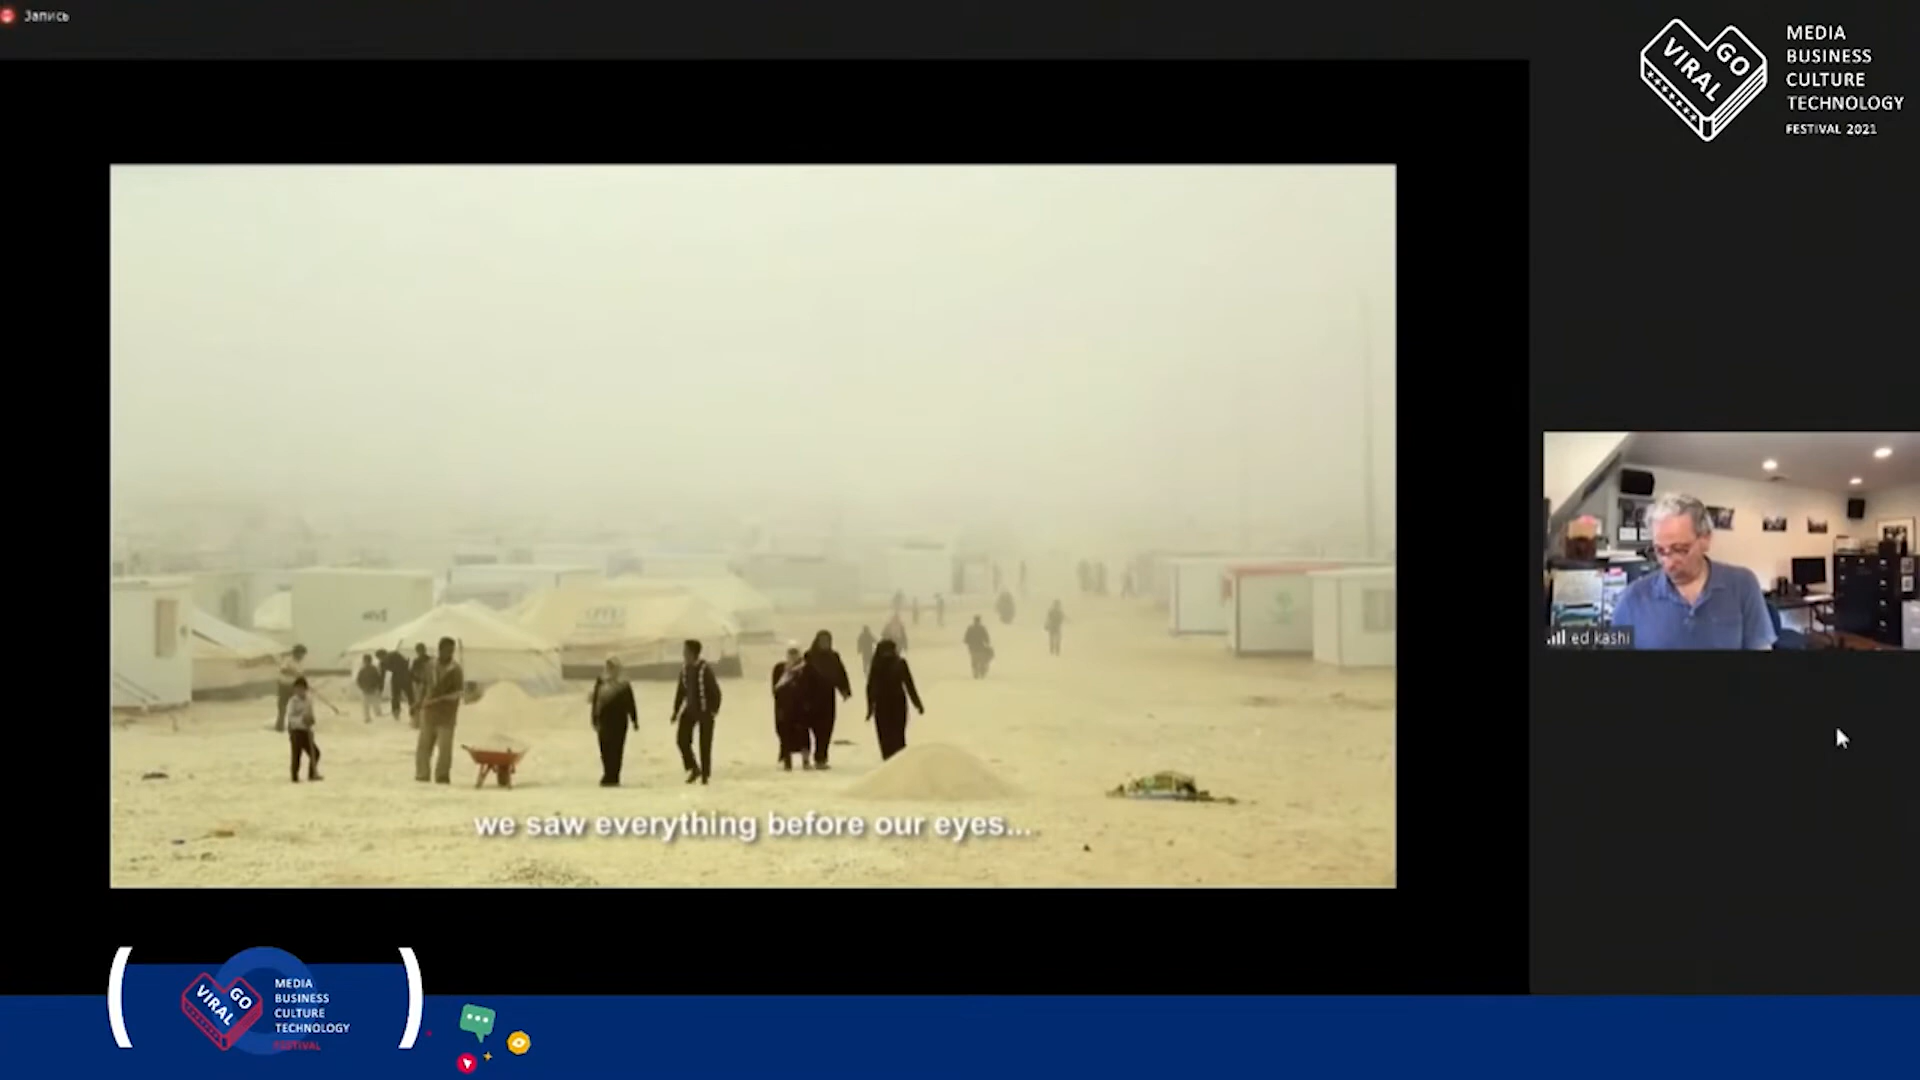 Запись
VIRAL GO
MEDIA
BUSINESS
CULTURE
TECHNOLOGY
FESTIVAL 2021
we saw everything before our eyes...
ed kashi
VIRAL GO
MEDIA
BUSINESS
CULTURE
TECHNOLOGY
FESTIVAL